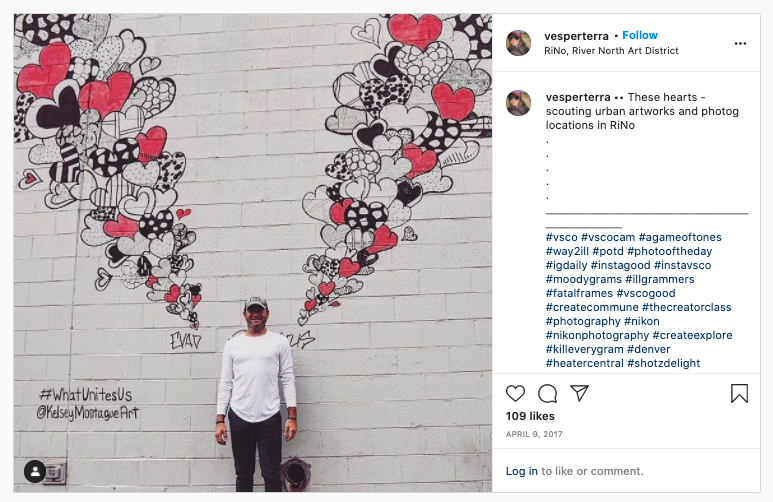 vesperterra • Follow
RiNo, River North Art District
vesperterra •• These hearts -
scouting urban artworks and photog
locations in RiNo
.
.
.
.
.
#vsco #vscocam #agameoftones
#way2ill #potd #photooftheday
#igdaily #instagood #instavsco
#moodygrams #illgrammers
#fatalframes #vscogood
#createcommune #thecreatorclass
#photography #nikon
#nikonphotography #createexplore
#killeverygram #denver
#heatercentral #shotzdelight
109 likes
APRIL 9, 2017
Log in to like or comment.
#WhatUnitesUs
@KelseyMontagueArt